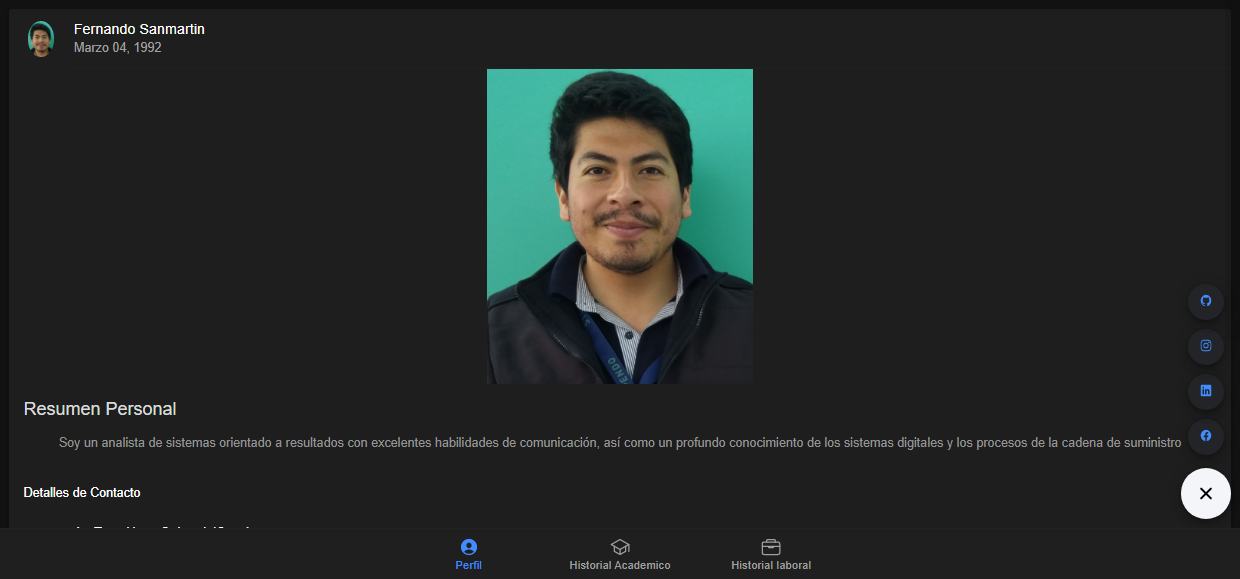 Fernando Sanmartin
Marzo 04, 1992
ENDO
Resumen Personal
Soy un analista de sistemas orientado a resultados con excelentes habilidades de comunicación, así como un profundo conocimiento de los sistemas digitales y los procesos de la cadena de suministro
Detalles de Contacto
Perfil
Historial Academico
Historial laboral